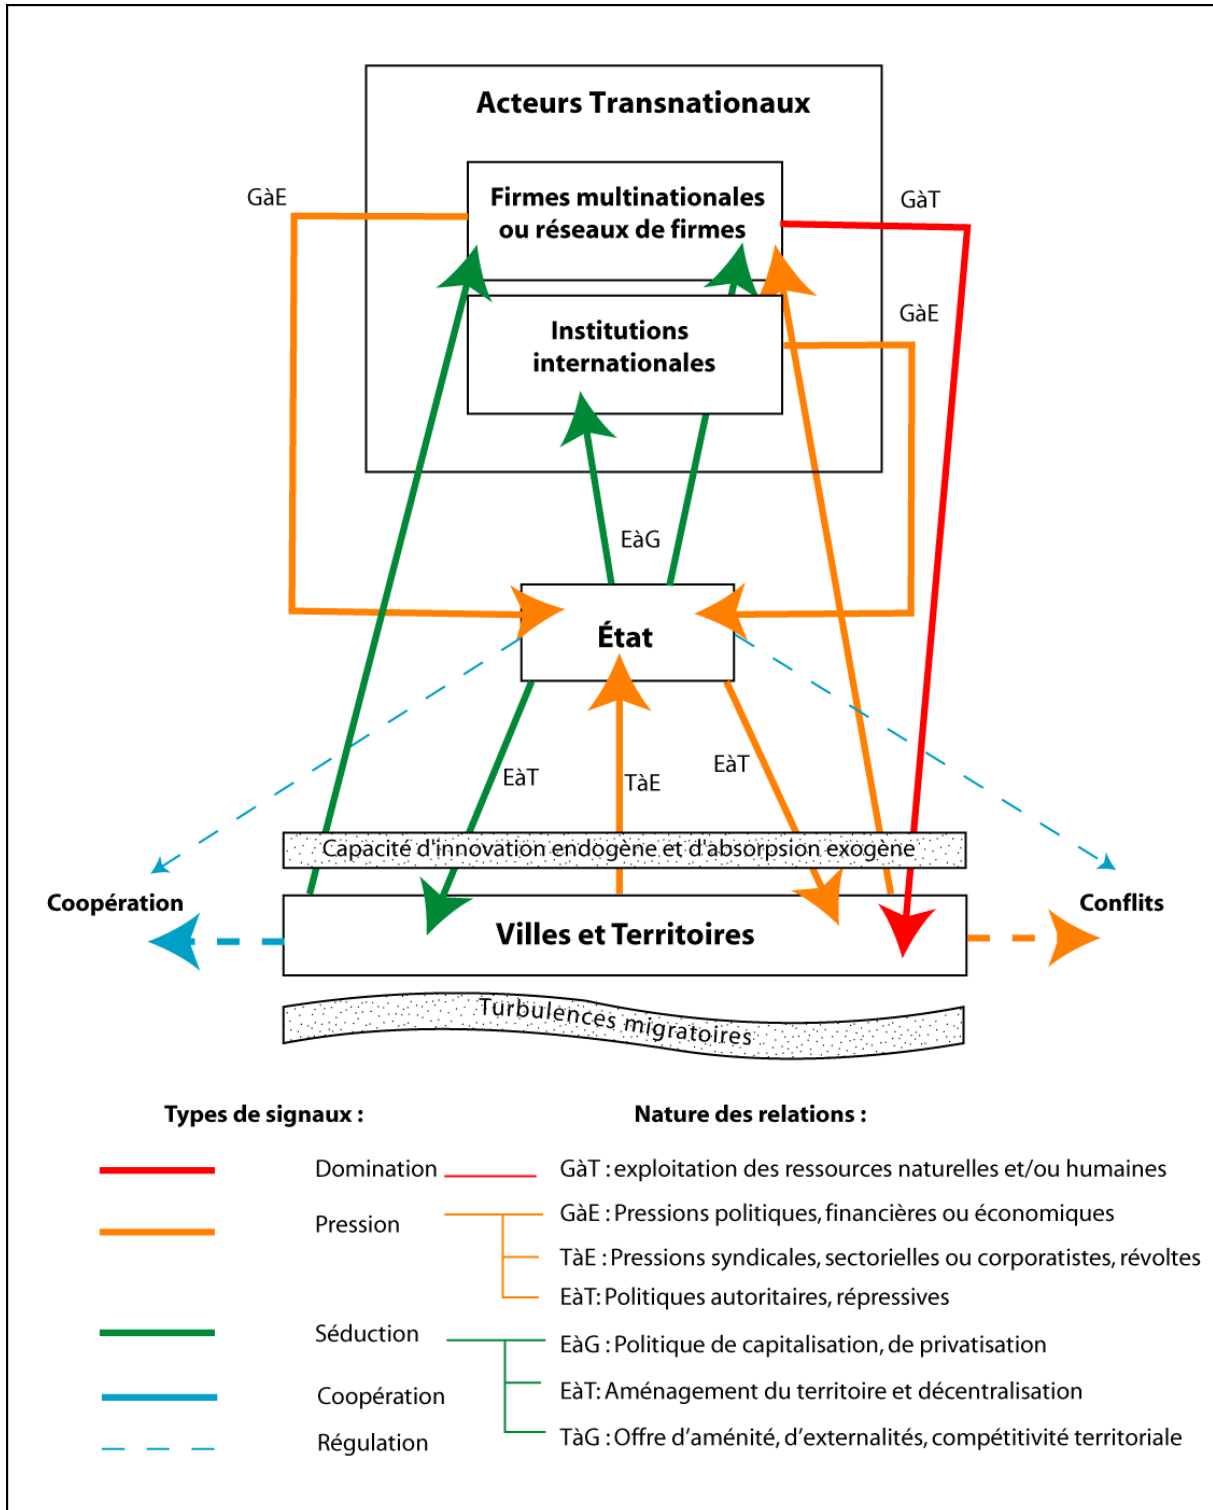 Acteurs Transnationaux
GàE
Firmes multinationales
ou réseaux de firmes
GàT
GàE
Institutions
internationales
EàG
État
EàT
TàE
EàT
Capacité d'innovation endogène et d'absorpsion exogène
Coopération
Villes et Territoires
Conflits
Turbulences migratoires
Types de signaux :
Nature des relations :
Domination
GàT : exploitation des ressources naturelles et/ou humaines
Pression
GàE : Pressions politiques, financières ou économiques
TàE : Pressions syndicales, sectorielles ou corporatistes, révoltes
EàT: Politiques autoritaires, répressives
Séduction
EàG : Politique de capitalisation, de privatisation
EàT: Aménagement du territoire et décentralisation
Coopération
TàG : Offre d'aménité, d'externalités, compétitivité territoriale
Régulation